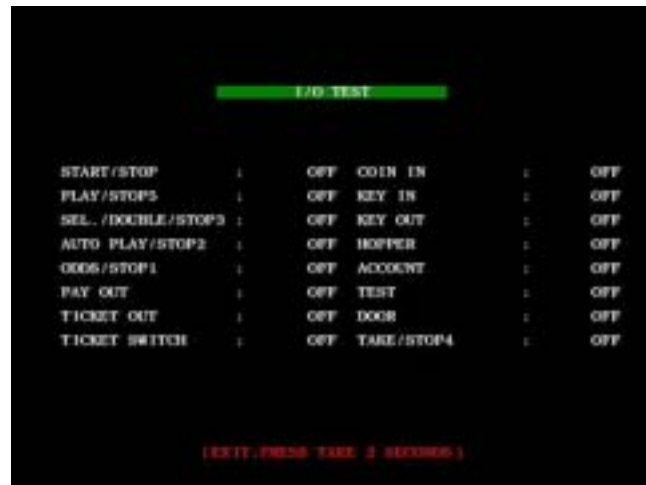 I/O TEST
START/STOP : OFF COIN IN : OFF
PLAY/STOP5 : OFF KEY IN : OFF
SEL./DOUBLE/STOP3 : OFF KEY OUT : OFF
AUTO PLAY/STOP2 : OFF HOPPER : OFF
ODDS/STOP1 : OFF ACCOUNT : OFF
PAY OUT : OFF TEST : OFF
TICKET OUT : OFF DOOR : OFF
TICKET SWITCH : OFF TAKE/STOP4 : OFF
(EXIT.PRESS TAKE 2 SECONDS.)